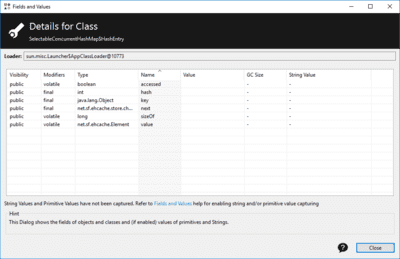 Fields and Values
Details for Class
SelectableConcurrentHashMap$HashEntry
Loader: sun.misc.Launcher$AppClassLoader@10773
Visibility Modifiers Type Name Value GC Size String Value
public volatile boolean accessed - -
public final int hash - -
public final java.lang.Object key - -
public final net.sf.ehcache.store.ch... next - -
public volatile long sizeOf - -
public volatile net.sf.ehcache.Element value - -
String Values and Primitive Values have not been captured. Refer to Fields and Values help for enabling string and/or primitive value capturing
Hint
This Dialog shows the fields of objects and classes and (if enabled) values of primitives and Strings.
? Close